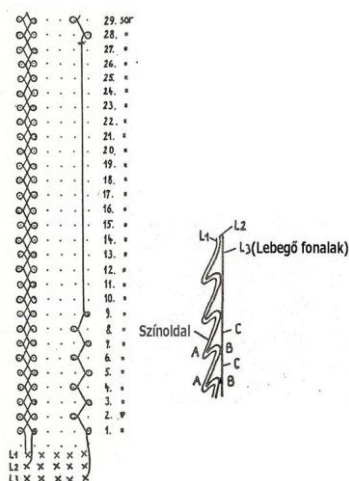 29. sor
28. "
27. "
26. "
25. "
24. "
23. "
22. "
21. "
20. "
19. "
18. "
17. "
16. "
15. "
14. "
13. "
12. "
11. "
10. "
9. "
8. "
7. "
6. "
5. "
4. "
3. "
2. "
1. "
L1 x x x x x
L2 x x x x x
L3 x x x x x
L1 L2
L3 (Lebegő fonalak)
Színoldal
C
A B
C
A B